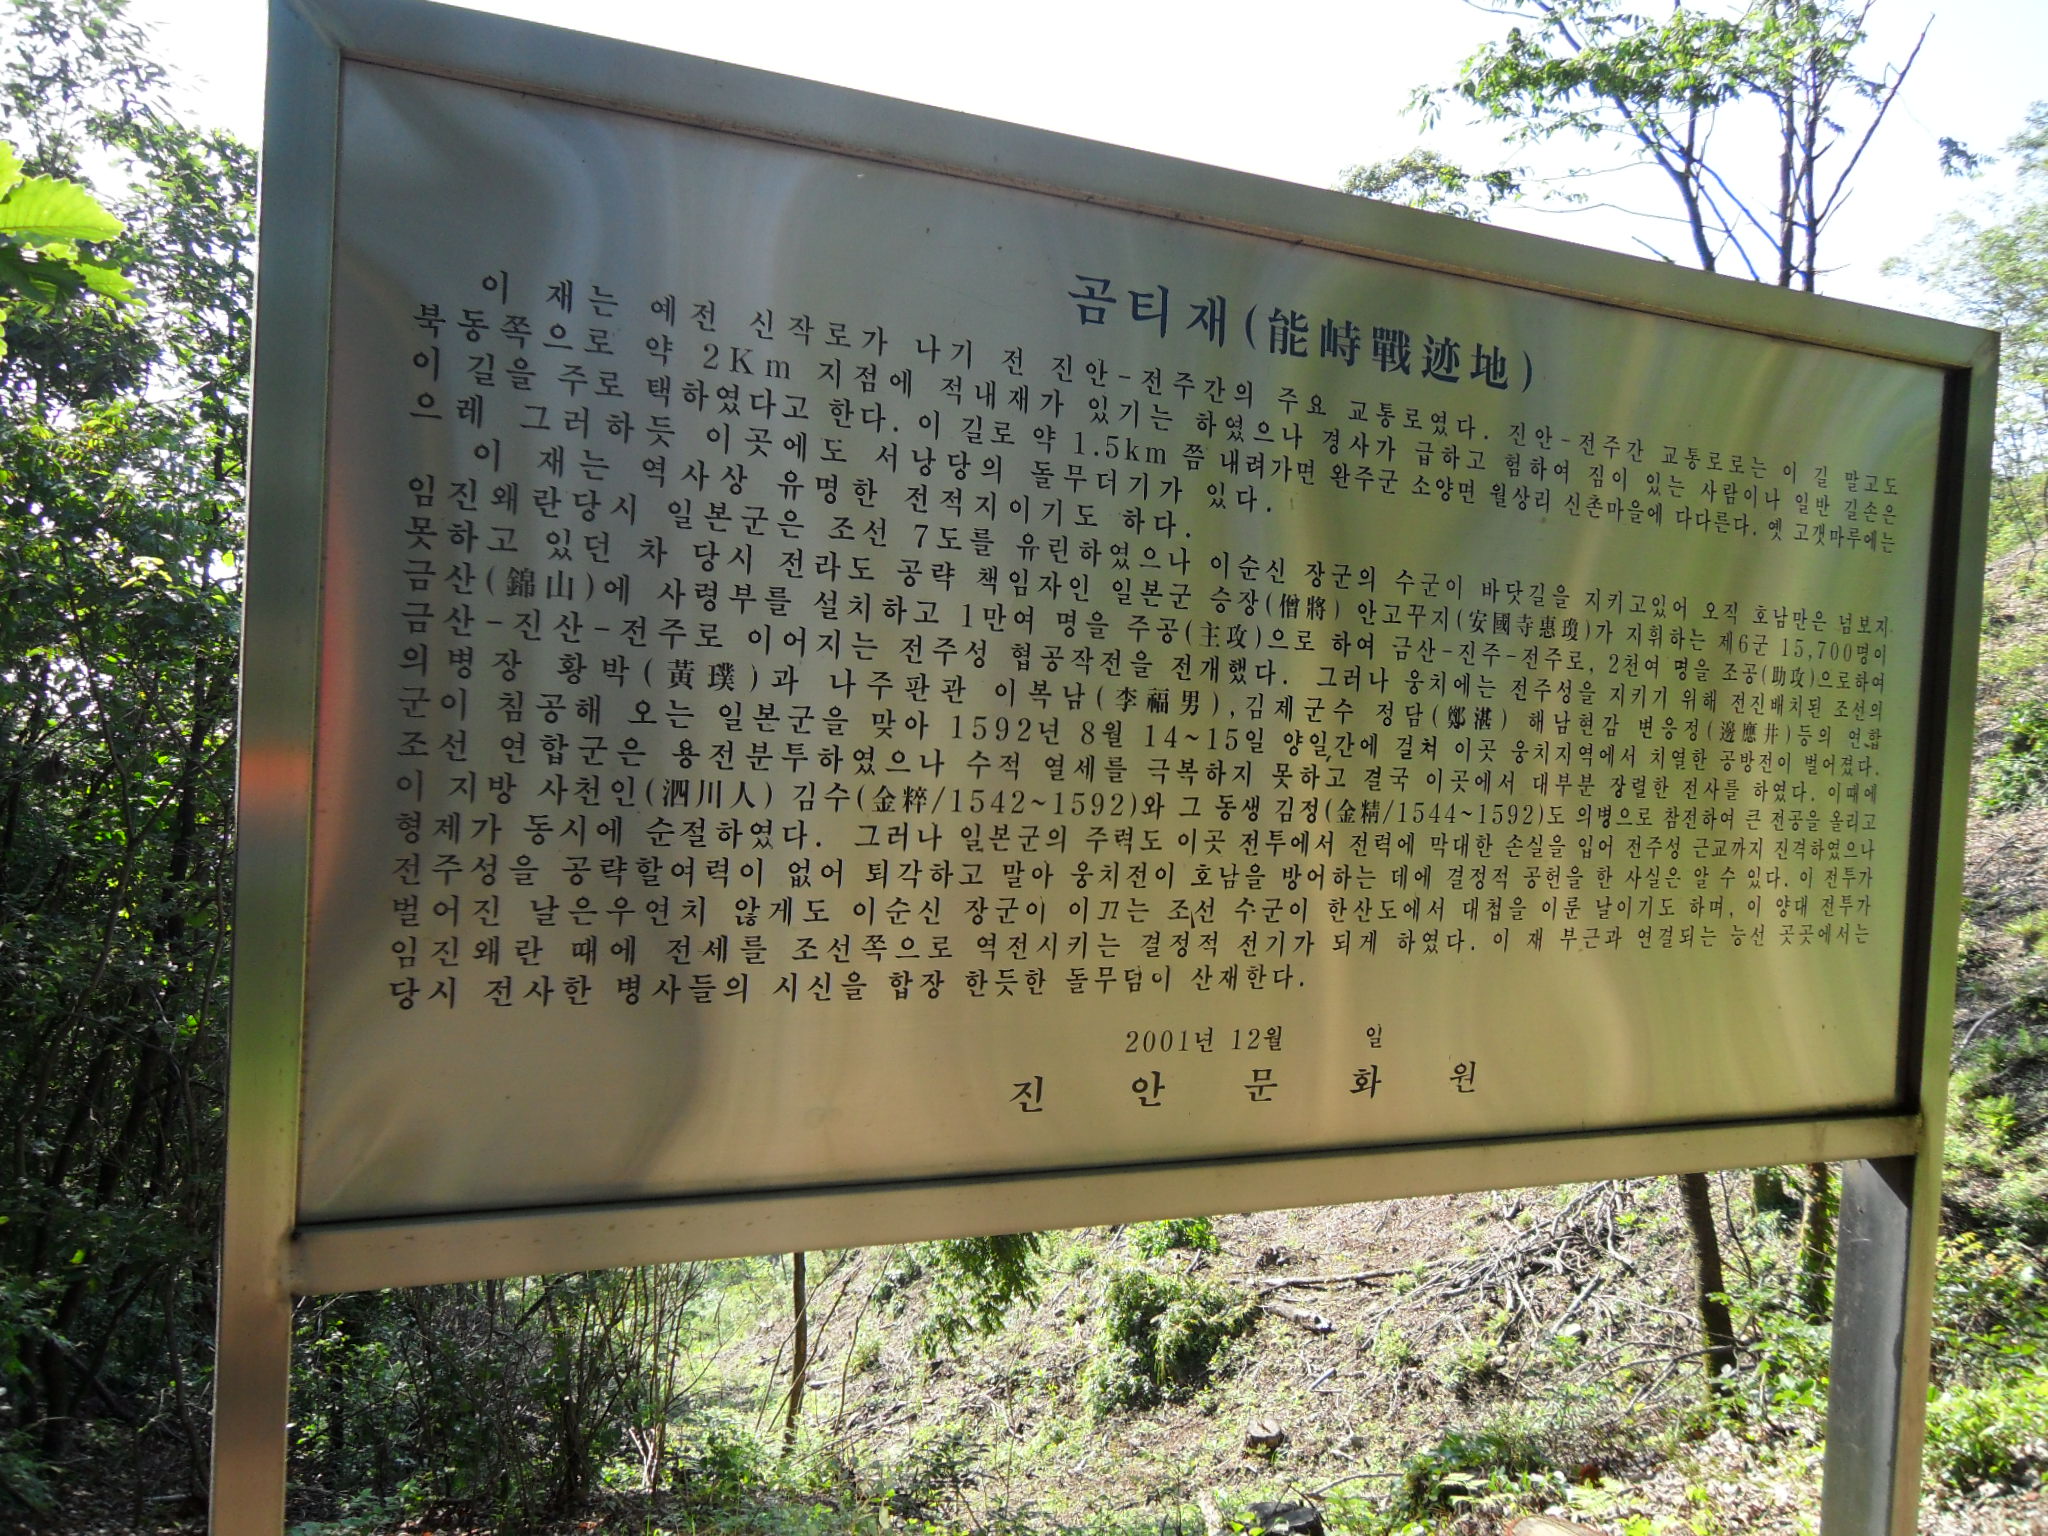 곰티재(能峙戰迹地)
이 재는 예전 신작로가 나기 전 진안-전주간의 주요 교통로였다. 진안-전주간 교통로로는 이 길 말고도
북동쪽으로 약 2Km 지점에 적내재가 있기는 하였으나 경사가 급하고 험하여 짐이 있는 사람이나 일반 길손은
이 길을 주로 택하였다고 한다. 이 길로 약 1.5km 쯤 내려가면 완주군 소양면 월상리 신촌마을에 다다른다. 옛 고갯마루에는
으레 그러하듯 이곳에도 서낭당의 돌무더기가 있다.
이 재는 역사상 유명한 전적지이기도 하다.
임진왜란당시 일본군은 조선 7도를 유린하였으나 이순신 장군의 수군이 바닷길을 지키고있어 오직 호남만은 넘보지
못하고 있던 차 당시 전라도 공략 책임자인 일본군 승장(僧將) 안고꾸지(安國寺惠瓊)가 지휘하는 제6군 15,700명이
금산(錦山)에 사령부를 설치하고 1만여 명을 주공(主攻)으로 하여 금산-진주-전주로, 2천여 명을 조공(助攻)으로하여
금산-진산-전주로 이어지는 전주성 협공작전을 전개했다. 그러나 웅치에는 전주성을 지키기 위해 전진배치된 조선의
의병장 황박(黃璞)과 나주판관 이복남(李福男),김제군수 정담(鄭湛) 해남현감 변응정(邊應井)등의 연합
군이 침공해 오는 일본군을 맞아 1592년 8월 14~15일 양일간에 걸쳐 이곳 웅치지역에서 치열한 공방전이 벌어졌다.
조선 연합군은 용전분투하였으나 수적 열세를 극복하지 못하고 결국 이곳에서 대부분 장렬한 전사를 하였다. 이때에
이 지방 사천인(泗川人) 김수(金粹/1542~1592)와 그 동생 김정(金精/1544~1592)도 의병으로 참전하여 큰 전공을 올리고
형제가 동시에 순절하였다. 그러나 일본군의 주력도 이곳 전투에서 전력에 막대한 손실을 입어 전주성 근교까지 진격하였으나
전주성을 공략할여력이 없어 퇴각하고 말아 웅치전이 호남을 방어하는 데에 결정적 공헌을 한 사실은 알 수 있다. 이 전투가
벌어진 날은우연치 않게도 이순신 장군이 이끄는 조선 수군이 한산도에서 대첩을 이룬 날이기도 하며, 이 양대 전투가
임진왜란 때에 전세를 조선쪽으로 역전시키는 결정적 전기가 되게 하였다. 이 재 부근과 연결되는 능선 곳곳에서는
당시 전사한 병사들의 시신을 합장 한듯한 돌무덤이 산재한다.
2001년 12월 일
진 안 문 화 원